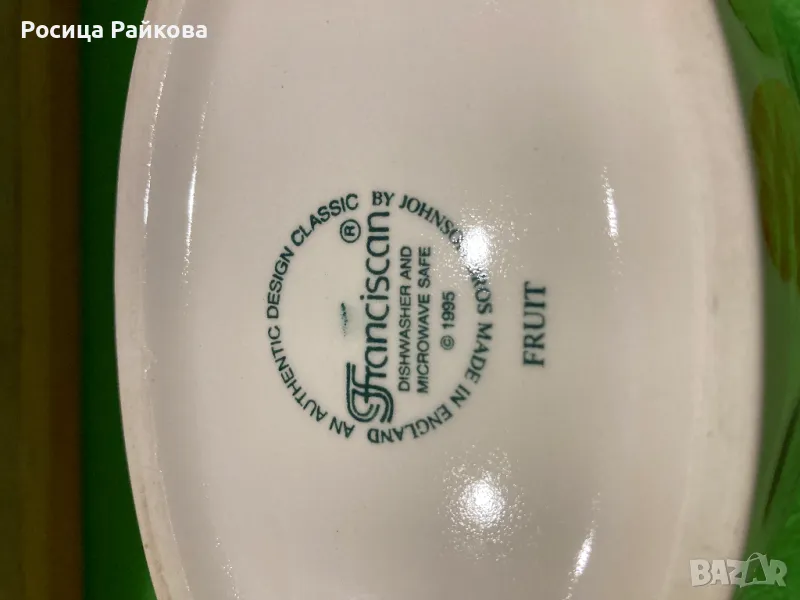 Росица Райкова
AN AUTHENTIC DESIGN CLASSIC BY JOHNSON BROS MADE IN ENGLAND
Franciscan ®
DISHWASHER AND
MICROWAVE SAFE
© 1995
FRUIT
BAZAR